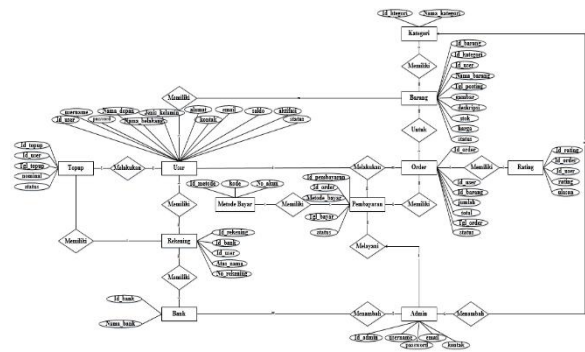 Id_ktegori
Nama_kategori
Kategori
Memiliki
Id_barang
Id_kategori
Id_user
Nama_barang
Tgl_posting
gambar
deskripsi
stok
harga
status
Barang
Memiliki
username
Nama_depan
Jenis_kelamin
alamat
email
saldo
aktifasi
Id_user
password
Nama_belakang
kontak
status
Untuk
Id_topup
Id_user
Tgl_topup
nominal
status
Topup
Melakukan
User
Melakukan
Order
Id_order
Memiliki
Rating
Id_rating
Id_order
Id_user
rating
ulasan
Id_metode
kode
No_akun
Metode Bayar
Memiliki
Id_pembayaran
Id_order
Metode_bayar
Tgl_bayar
status
Pembayaran
Memiliki
Id_user
Id_barang
jumlah
total
Tgl_order
status
Memiliki
Memiliki
Rekening
Id_rekening
Id_bank
Id_user
Atas_nama
No_rekening
Melayani
Memiliki
Id_bank
Nama_bank
Bank
Menambah
Admin
Menambah
Id_admin
username
email
password
kontak